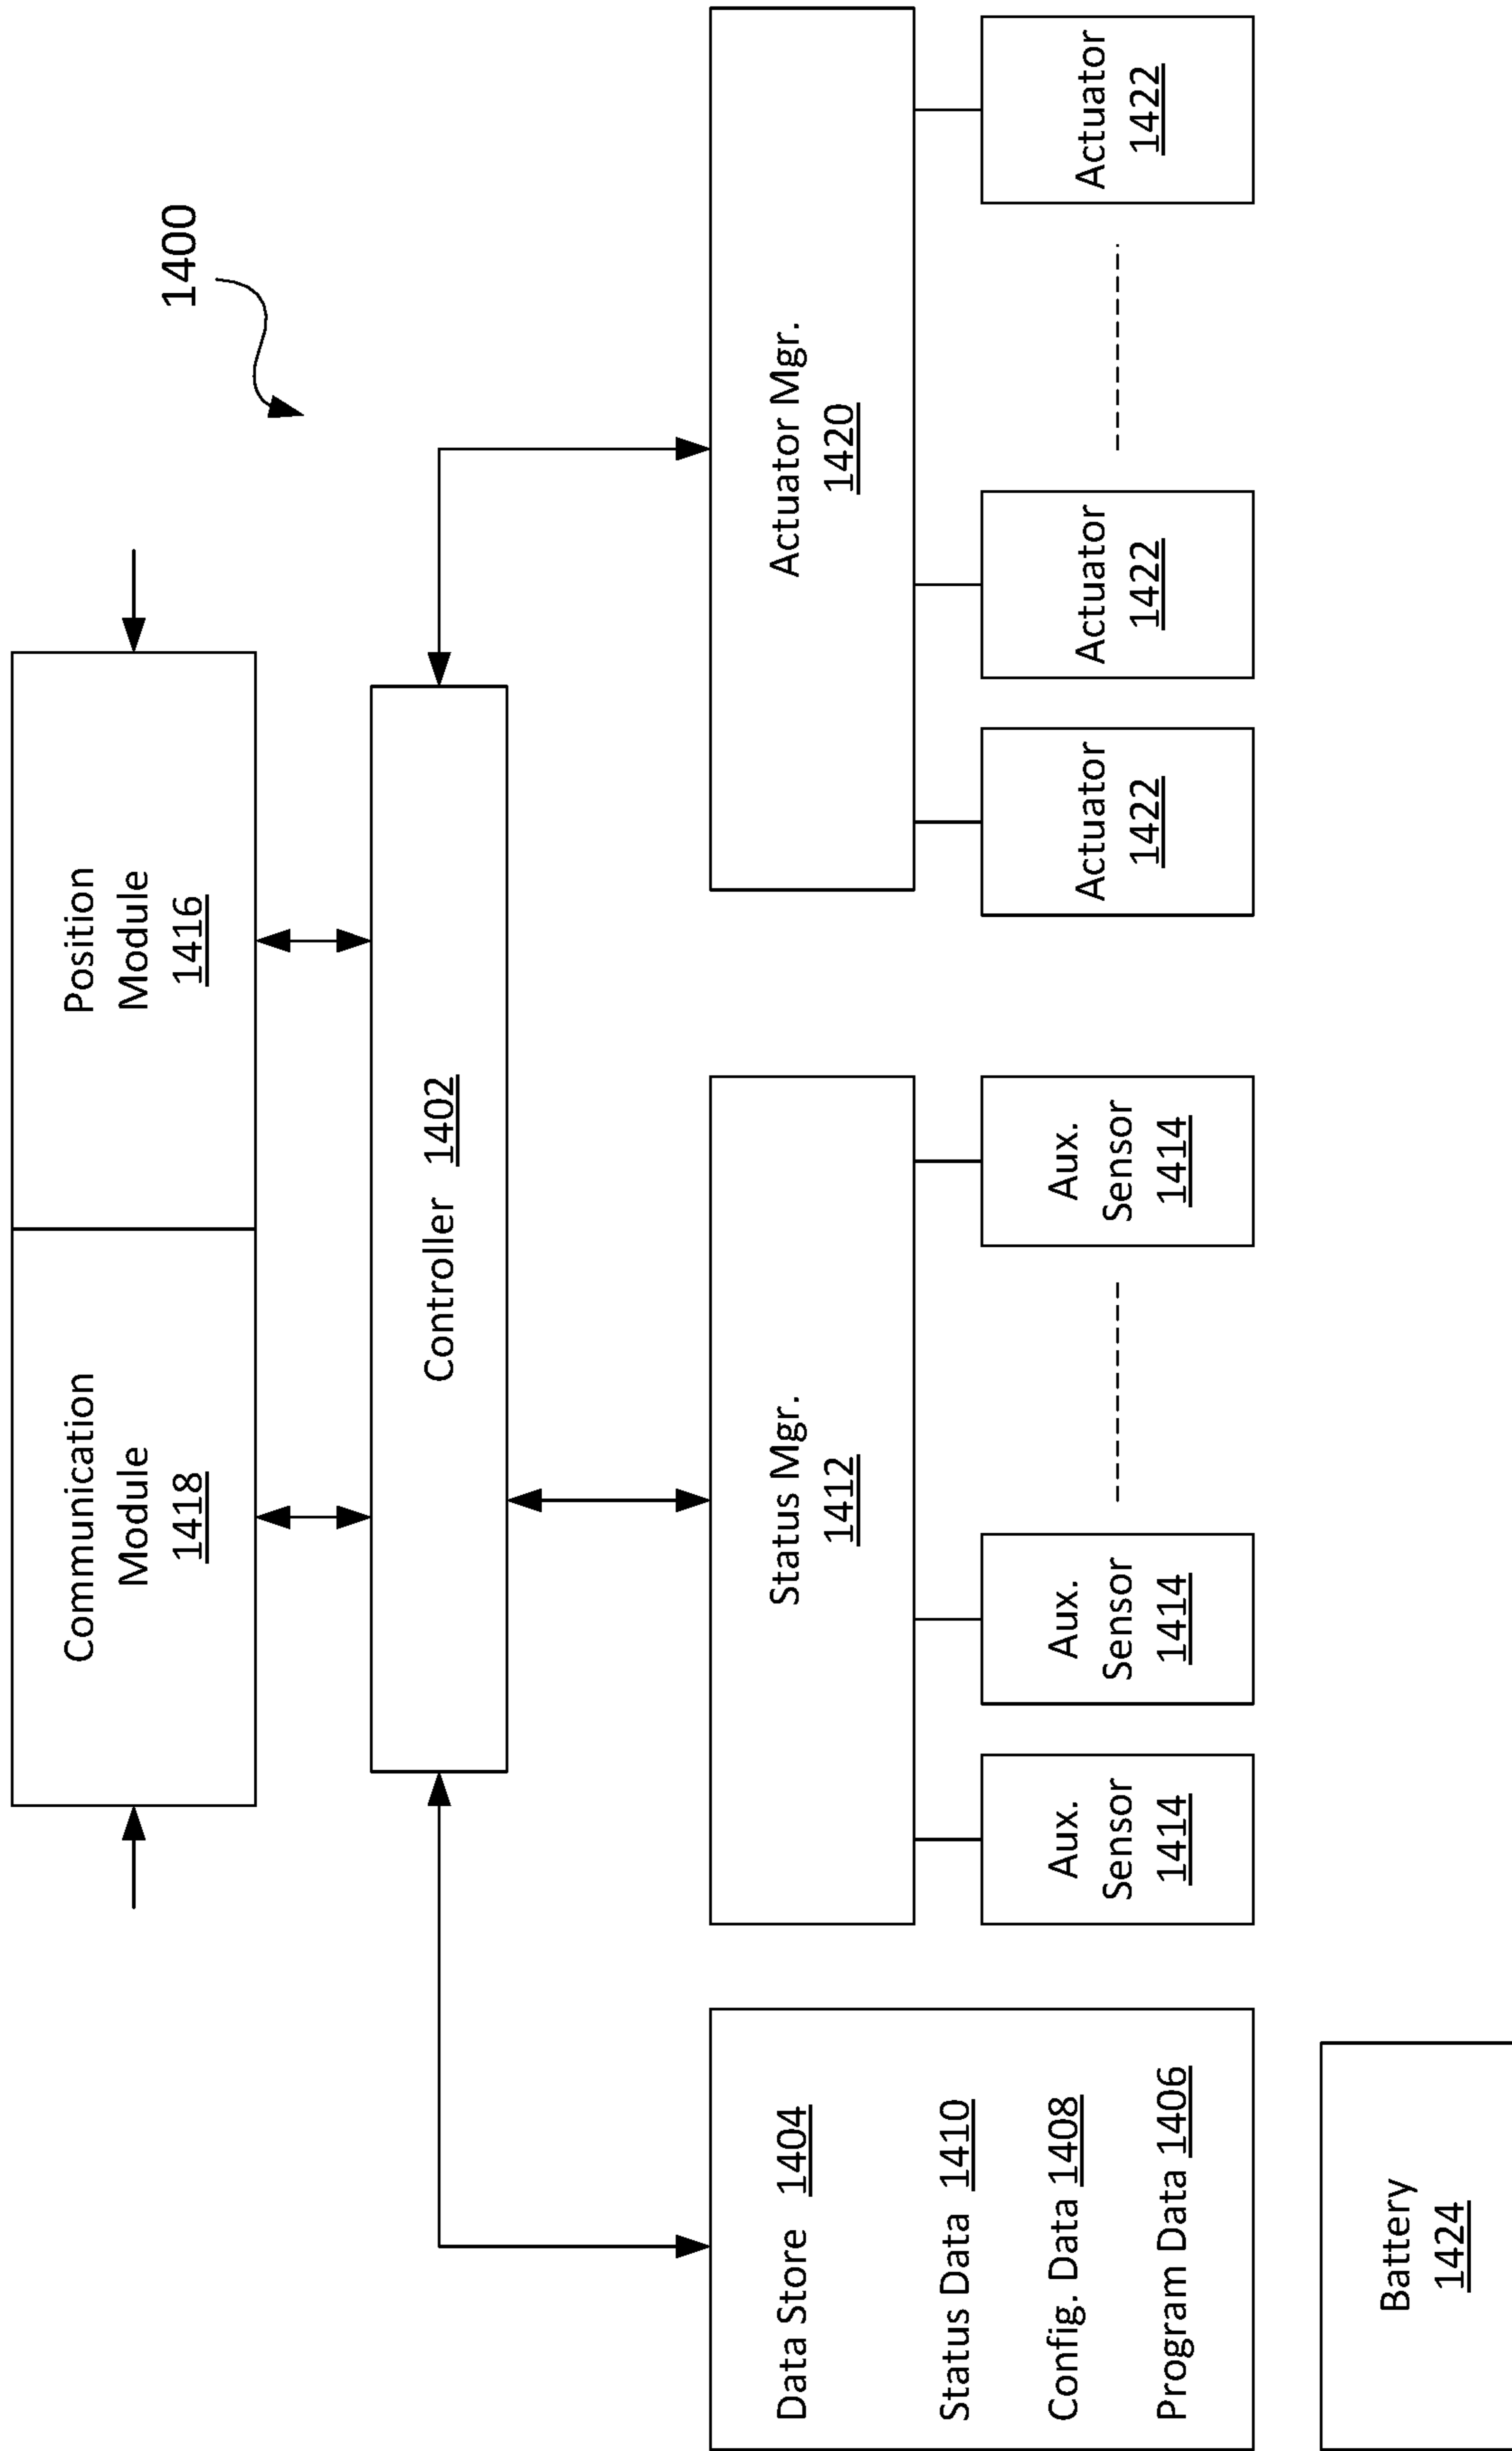 1400
Communication
Module
1418
Position
Module
1416
Controller 1402
Data Store 1404
Status Data 1410
Config. Data 1408
Program Data 1406
Status Mgr.
1412
Aux.
Sensor
1414
Aux.
Sensor
1414
Aux.
Sensor
1414
Actuator Mgr.
1420
Actuator
1422
Actuator
1422
Actuator
1422
Battery
1424